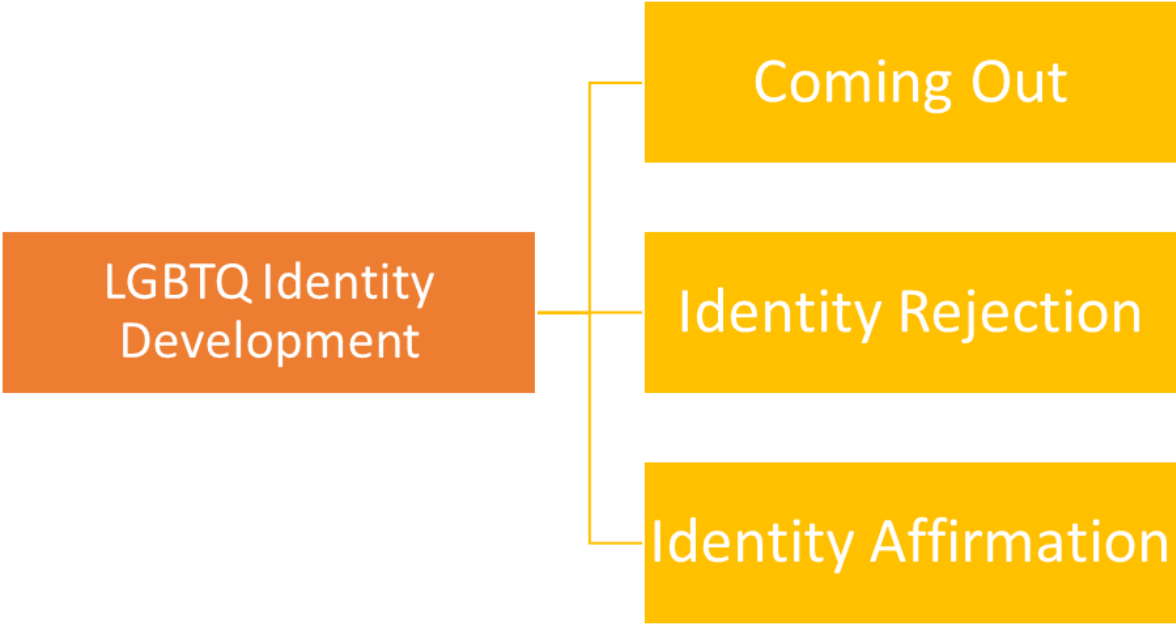 Coming Out
LGBTQ Identity
Development
Identity Rejection
Identity Affirmation